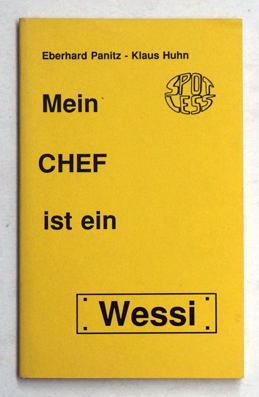 Eberhard Panitz - Klaus Huhn
SPOT
LESS
Mein
CHEF
ist ein
Wessi